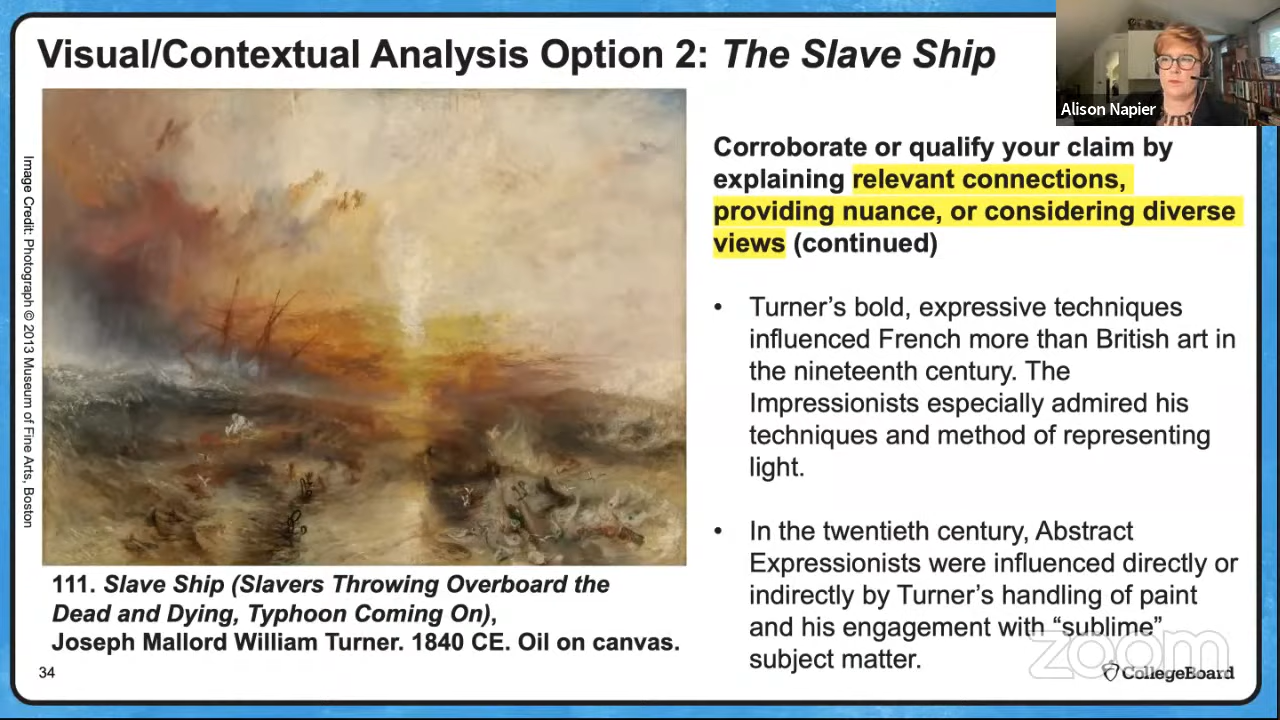 Visual/Contextual Analysis Option 2: The Slave Ship
Alison Napier
Image Credit: Photograph © 2013 Museum of Fine Arts, Boston
Corroborate or qualify your claim by
explaining relevant connections,
providing nuance, or considering diverse
views (continued)
• Turner’s bold, expressive techniques
influenced French more than British art in
the nineteenth century. The
Impressionists especially admired his
techniques and method of representing
light.
• In the twentieth century, Abstract
Expressionists were influenced directly or
indirectly by Turner’s handling of paint
and his engagement with “sublime”
subject matter.
111. Slave Ship (Slavers Throwing Overboard the
Dead and Dying, Typhoon Coming On),
Joseph Mallord William Turner. 1840 CE. Oil on canvas.
34
zoom
CollegeBoard